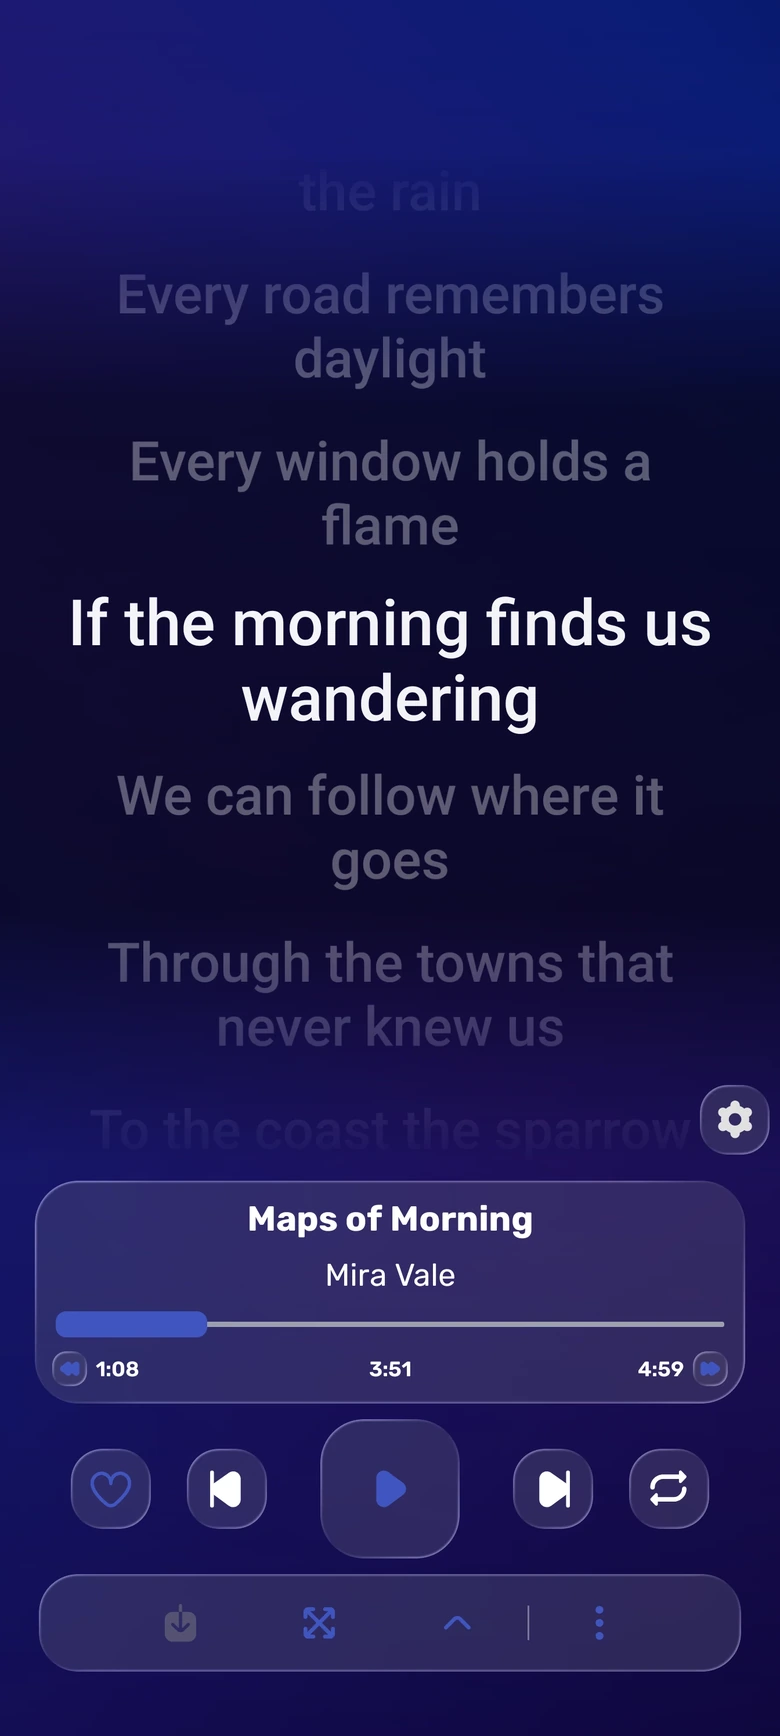 the rain
Every road remembers
daylight
Every window holds a
flame
If the morning finds us
wandering
We can follow where it
goes
Through the towns that
never knew us
To the coast the sparrow
Maps of Morning
Mira Vale
1:08 3:51 4:59